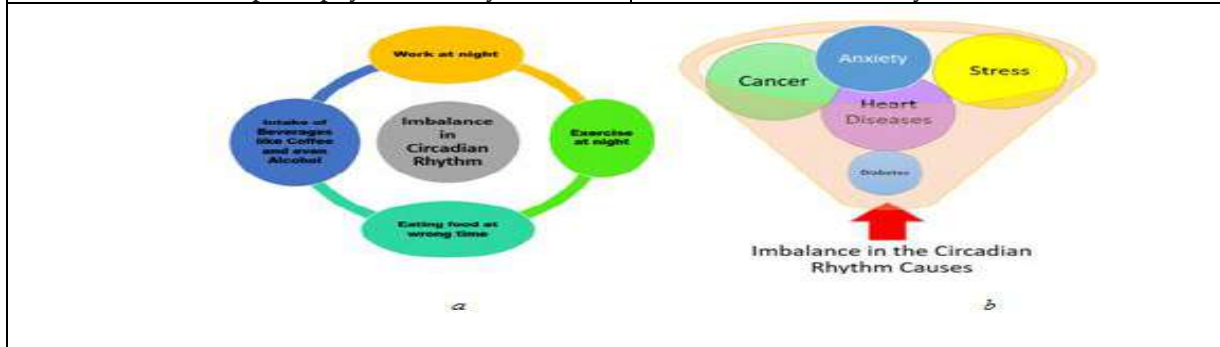 Work at night
Intake of
Beverages
like Coffee
and even
Alcohol
Imbalance
in
Circadian
Rhythm
Exercise
at night
Eating food at
wrong time
a
Cancer
Anxiety
Stress
Heart
Diseases
Diabetes
Imbalance in the Circadian
Rhythm Causes
b